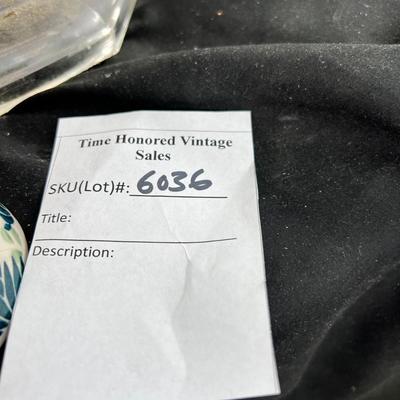 Time Honored Vintage
Sales
SKU(Lot)#: 6036
Title:
Description: